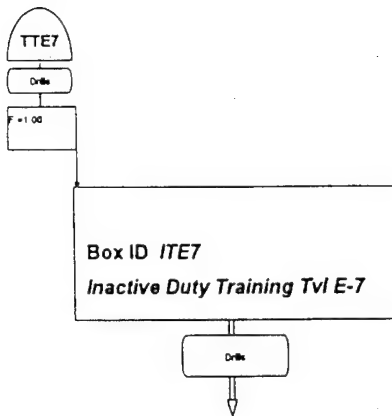 TTE7
Drills
F =1.00
Box ID ITE7
Inactive Duty Training Tvl E-7
Drills